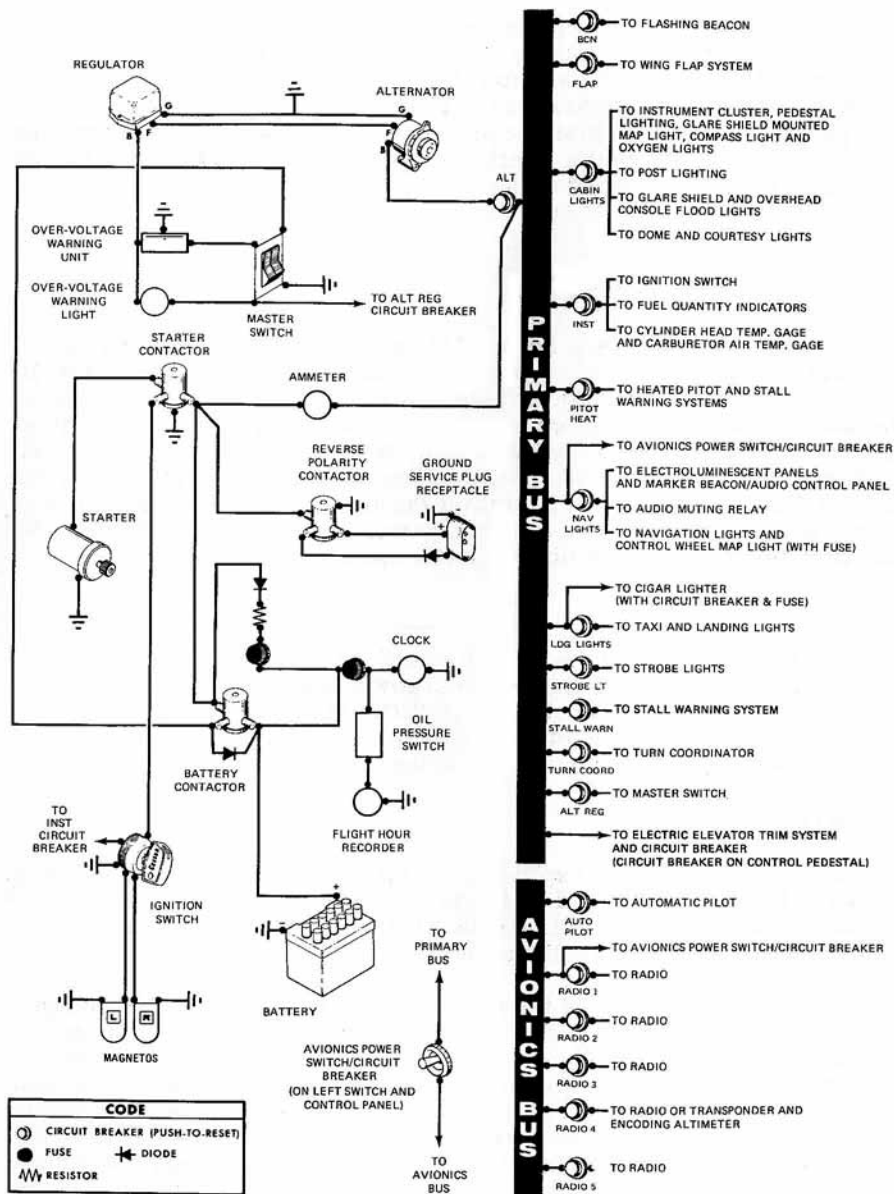 REGULATOR
G
F
B
ALTERNATOR
G
F
B
ALT
OVER-VOLTAGE
WARNING
UNIT
OVER-VOLTAGE
WARNING
LIGHT
MASTER
SWITCH
TO ALT REG
CIRCUIT BREAKER
STARTER
CONTACTOR
AMMETER
REVERSE
POLARITY
CONTACTOR
GROUND
SERVICE PLUG
RECEPTACLE
-
+
STARTER
CLOCK
OIL
PRESSURE
SWITCH
BATTERY
CONTACTOR
FLIGHT HOUR
RECORDER
TO
INST
CIRCUIT
BREAKER
IGNITION
SWITCH
L
R
MAGNETOS
+
-
BATTERY
TO
PRIMARY
BUS
AVIONICS POWER
SWITCH/CIRCUIT
BREAKER
(ON LEFT SWITCH AND
CONTROL PANEL)
TO
AVIONICS
BUS
CODE
CIRCUIT BREAKER (PUSH-TO-RESET)
FUSE
DIODE
RESISTOR
PRIMARY BUS
BCN
TO FLASHING BEACON
FLAP
TO WING FLAP SYSTEM
CABIN
LIGHTS
TO INSTRUMENT CLUSTER, PEDESTAL
LIGHTING, GLARE SHIELD MOUNTED
MAP LIGHT, COMPASS LIGHT AND
OXYGEN LIGHTS
TO POST LIGHTING
TO GLARE SHIELD AND OVERHEAD
CONSOLE FLOOD LIGHTS
TO DOME AND COURTESY LIGHTS
INST
TO IGNITION SWITCH
TO FUEL QUANTITY INDICATORS
TO CYLINDER HEAD TEMP. GAGE
AND CARBURETOR AIR TEMP. GAGE
PITOT
HEAT
TO HEATED PITOT AND STALL
WARNING SYSTEMS
NAV
LIGHTS
TO AVIONICS POWER SWITCH/CIRCUIT BREAKER
TO ELECTROLUMINESCENT PANELS
AND MARKER BEACON/AUDIO CONTROL PANEL
TO AUDIO MUTING RELAY
TO NAVIGATION LIGHTS AND
CONTROL WHEEL MAP LIGHT (WITH FUSE)
TO CIGAR LIGHTER
(WITH CIRCUIT BREAKER & FUSE)
LDG LIGHTS
TO TAXI AND LANDING LIGHTS
STROBE LT
TO STROBE LIGHTS
STALL WARN
TO STALL WARNING SYSTEM
TURN COORD
TO TURN COORDINATOR
ALT REG
TO MASTER SWITCH
TO ELECTRIC ELEVATOR TRIM SYSTEM
AND CIRCUIT BREAKER
(CIRCUIT BREAKER ON CONTROL PEDESTAL)
AVIONICS BUS
AUTO
PILOT
TO AUTOMATIC PILOT
TO AVIONICS POWER SWITCH/CIRCUIT BREAKER
RADIO 1
TO RADIO
RADIO 2
TO RADIO
RADIO 3
TO RADIO
RADIO 4
TO RADIO OR TRANSPONDER AND
ENCODING ALTIMETER
RADIO 5
TO RADIO